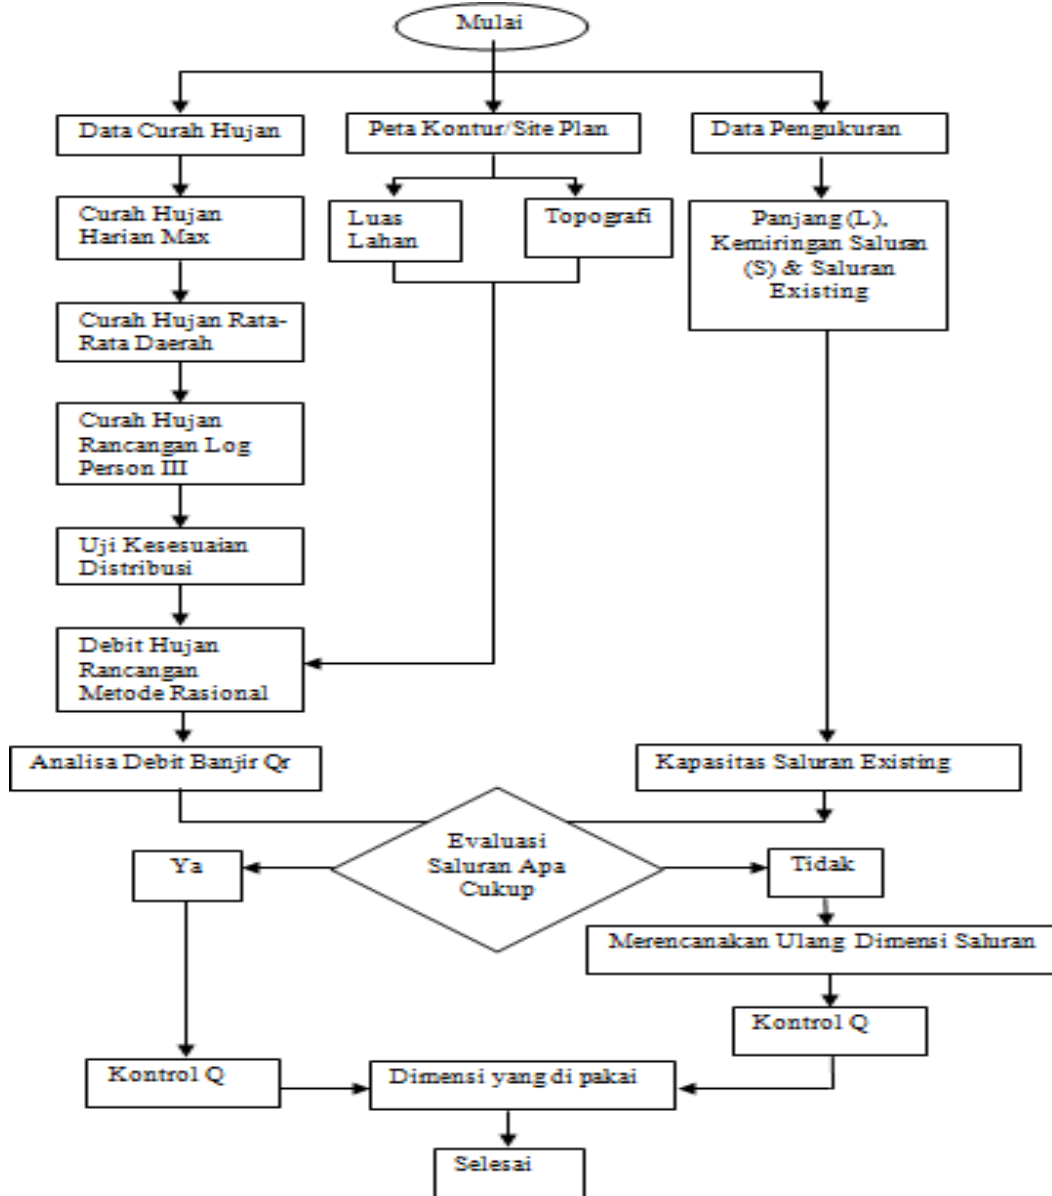 Mulai
Data Curah Hujan
Peta Kontur/Site Plan
Data Pengukuran
Curah Hujan
Harian Max
Luas
Lahan
Topografi
Panjang (L),
Kemiringan Saluran
(S) & Saluran
Existing
Curah Hujan Rata-
Rata Daerah
Curah Hujan
Rancangan Log
Person III
Uji Kesesuaian
Distribusi
Debit Hujan
Rancangan
Metode Rasional
Analisa Debit Banjir Qr
Kapasitas Saluran Existing
Evaluasi
Saluran Apa
Cukup
Ya
Tidak
Merencanakan Ulang Dimensi Saluran
Kontrol Q
Kontrol Q
Dimensi yang di pakai
Selesai